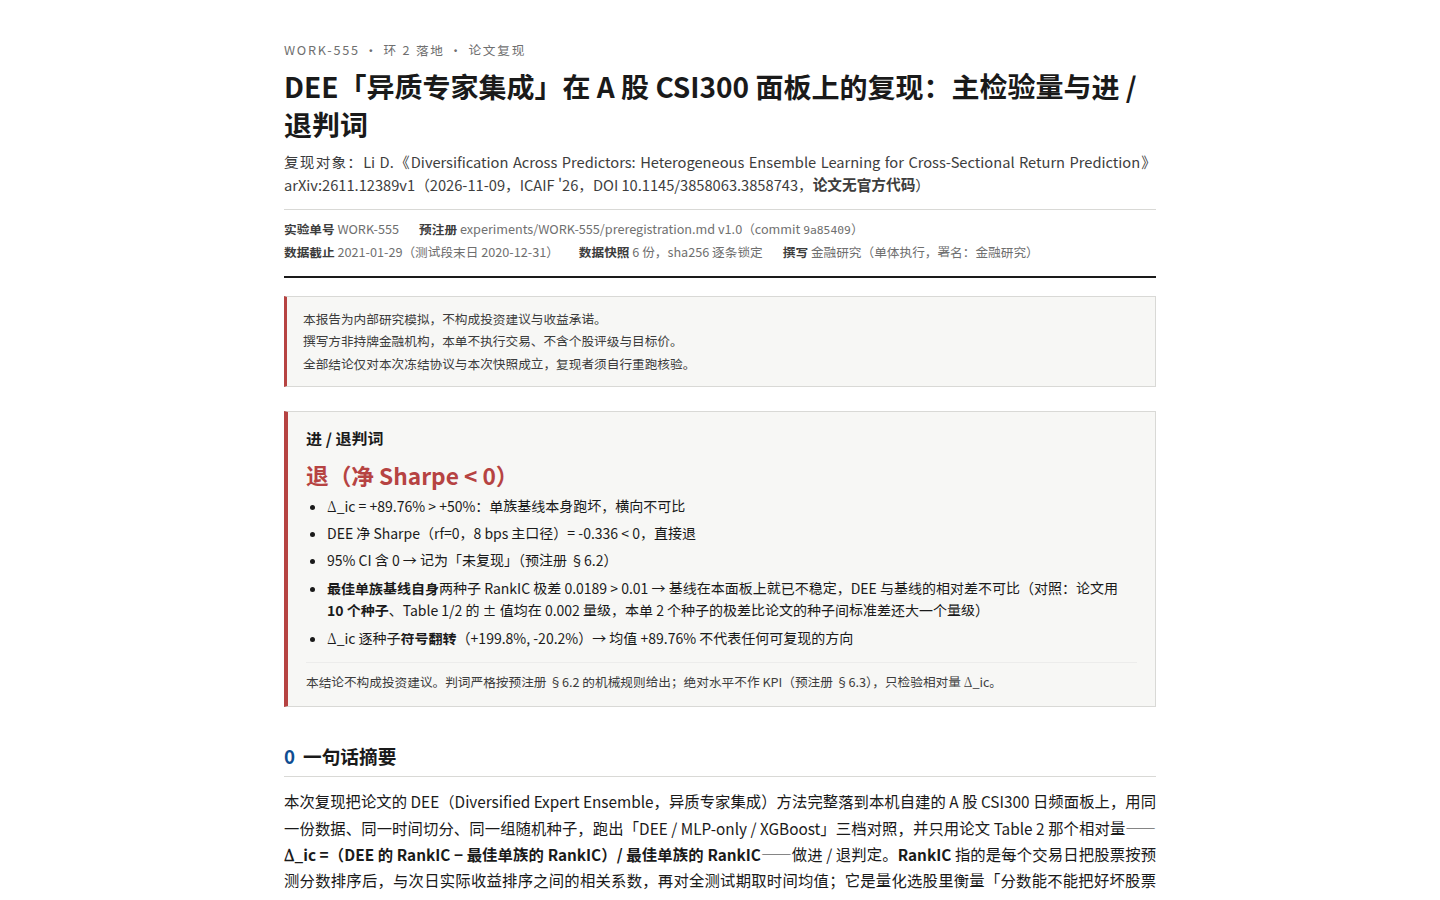 WORK-555 · 环 2 落地 · 论文复现
DEE「异质专家集成」在 A 股 CSI300 面板上的复现：主检验量与进 /
退判词
复现对象：Li D.《Diversification Across Predictors: Heterogeneous Ensemble Learning for Cross-Sectional Return Prediction》
arXiv:2611.12389v1（2026-11-09，ICAIF '26，DOI 10.1145/3858063.3858743，论文无官方代码）
实验单号 WORK-555 预注册 experiments/WORK-555/preregistration.md v1.0（commit 9a85409）
数据截止 2021-01-29（测试段末日 2020-12-31） 数据快照 6 份，sha256 逐条锁定 撰写 金融研究（单体执行，署名：金融研究）
本报告为内部研究模拟，不构成投资建议与收益承诺。
撰写方非持牌金融机构，本单不执行交易、不含个股评级与目标价。
全部结论仅对本次冻结协议与本次快照成立，复现者须自行重跑核验。
进 / 退判词
退（净 Sharpe < 0）
• Δ_ic = +89.76% > +50%：单族基线本身跑坏，横向不可比
• DEE 净 Sharpe（rf=0，8 bps 主口径）= -0.336 < 0，直接退
• 95% CI 含 0 → 记为「未复现」（预注册 §6.2）
• 最佳单族基线自身两种子 RankIC 极差 0.0189 > 0.01 → 基线在本面板上就已不稳定，DEE 与基线的相对差不可比（对照：论文用
10 个种子、Table 1/2 的 ± 值均在 0.002 量级，本单 2 个种子的极差比论文的种子间标准差还大一个量级）
• Δ_ic 逐种子符号翻转（+199.8%, -20.2%）→ 均值 +89.76% 不代表任何可复现的方向
本结论不构成投资建议。判词严格按预注册 §6.2 的机械规则给出；绝对水平不作 KPI（预注册 §6.3），只检验相对量 Δ_ic。
0 一句话摘要
本次复现把论文的 DEE（Diversified Expert Ensemble，异质专家集成）方法完整落到本机自建的 A 股 CSI300 日频面板上，用同
一份数据、同一时间切分、同一组随机种子，跑出「DEE / MLP-only / XGBoost」三档对照，并只用论文 Table 2 那个相对量——
Δ_ic =（DEE 的 RankIC − 最佳单族的 RankIC）/ 最佳单族的 RankIC——做进 / 退判定。RankIC 指的是每个交易日把股票按预
测分数排序后，与次日实际收益排序之间的相关系数，再对全测试期取时间均值；它是量化选股里衡量「分数能不能把好坏股票